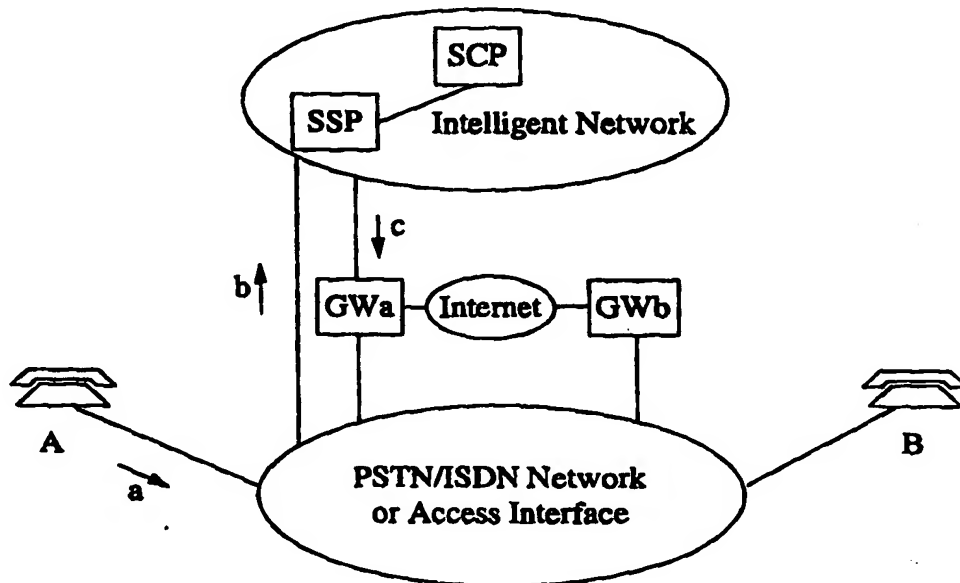 SCP
SSP
Intelligent Network
c
b
GWa
Internet
GWb
A
B
a
PSTN/ISDN Network
or Access Interface